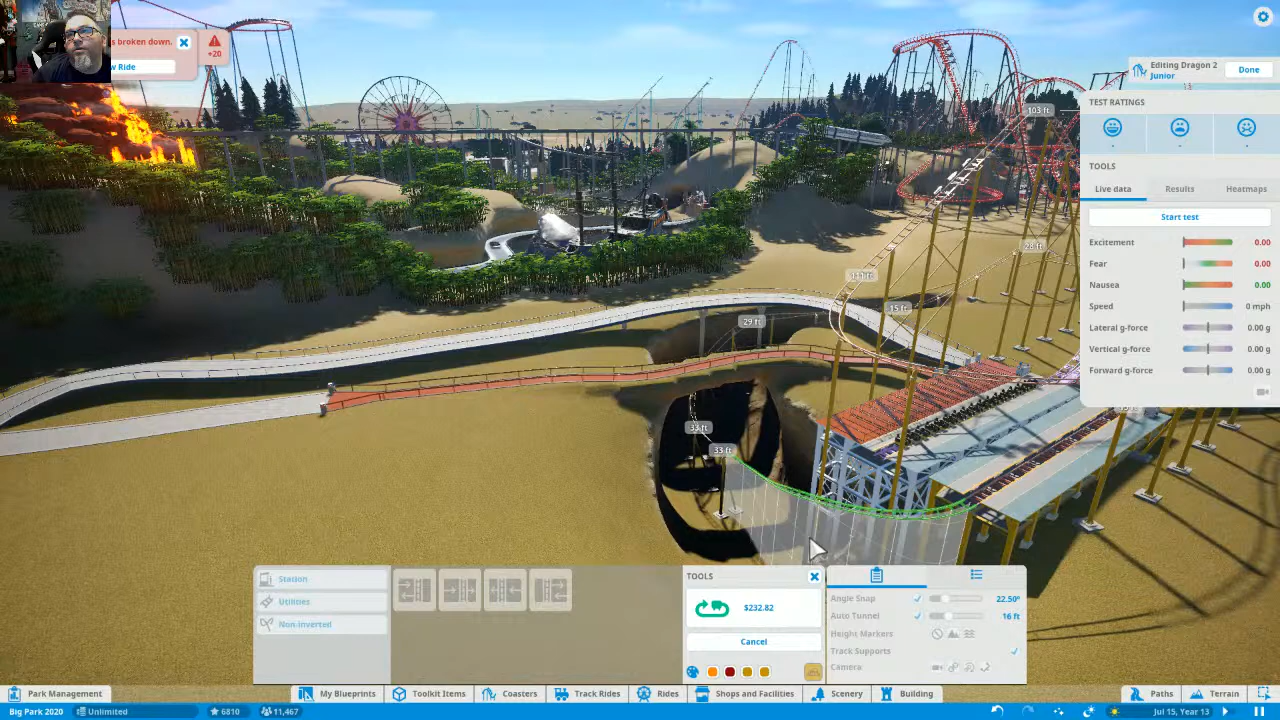 s broken down.
+20
w Ride
Editing Dragon 2
Junior
Done
TEST RATINGS
-
-
-
TOOLS
Live data
Results
Heatmaps
Start test
Excitement
0.00
Fear
0.00
Nausea
0.00
Speed
0 mph
Lateral g-force
0.00 g
Vertical g-force
0.00 g
Forward g-force
0.00 g
103 ft
29 ft
33 ft
33 ft
Station
Utilities
Non-inverted
TOOLS
$232.82
Cancel
Angle Snap
22.50°
Auto Tunnel
16 ft
Height Markers
Track Supports
Camera
Park Management
My Blueprints
Toolkit Items
Coasters
Track Rides
Rides
Shops and Facilities
Scenery
Building
Paths
Terrain
Big Park 2020
Unlimited
6810
11,467
Jul 15, Year 13